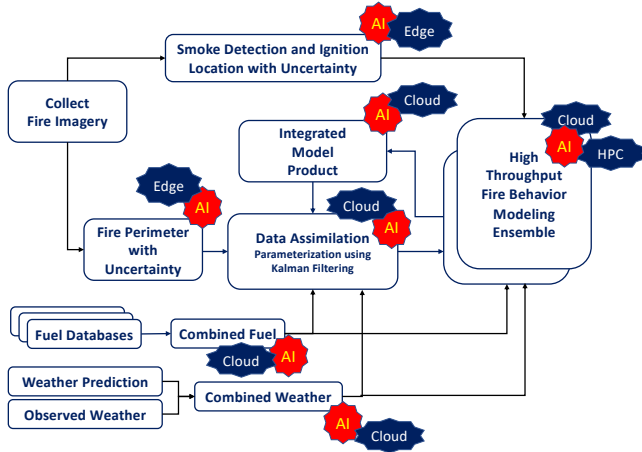 AI
Edge
Smoke Detection and Ignition
Location with Uncertainty
Collect
Fire Imagery
AI
Cloud
Integrated
Model
Product
Cloud
AI
HPC
High
Throughput
Fire Behavior
Modeling
Ensemble
Edge
AI
Fire Perimeter
with
Uncertainty
Cloud
AI
Data Assimilation
Parameterization using
Kalman Filtering
Fuel Databases
Combined Fuel
Cloud
AI
Weather Prediction
Observed Weather
Combined Weather
AI
Cloud